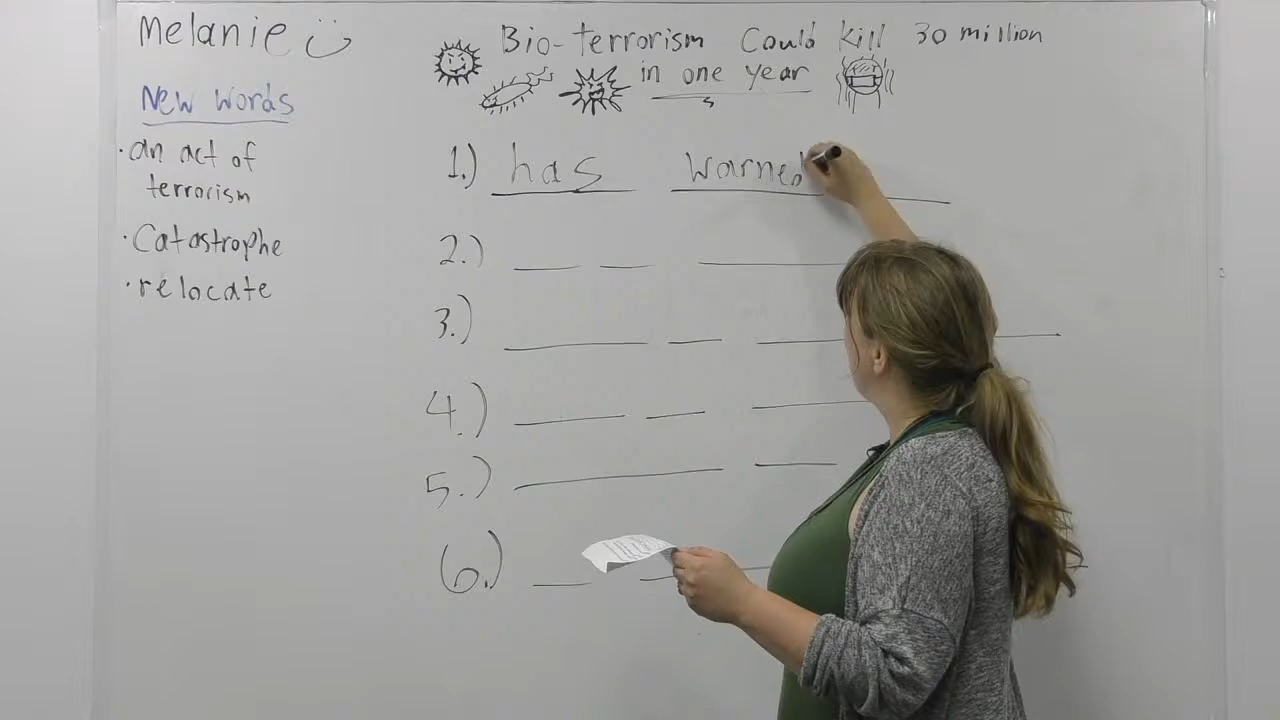 Melanie
Bio-terrorism Could kill 30 million
in one year
New words
• an act of
terrorism
• Catastrophe
• relocate
1.) has warned
2.)
3.)
4.)
5.)
6.)